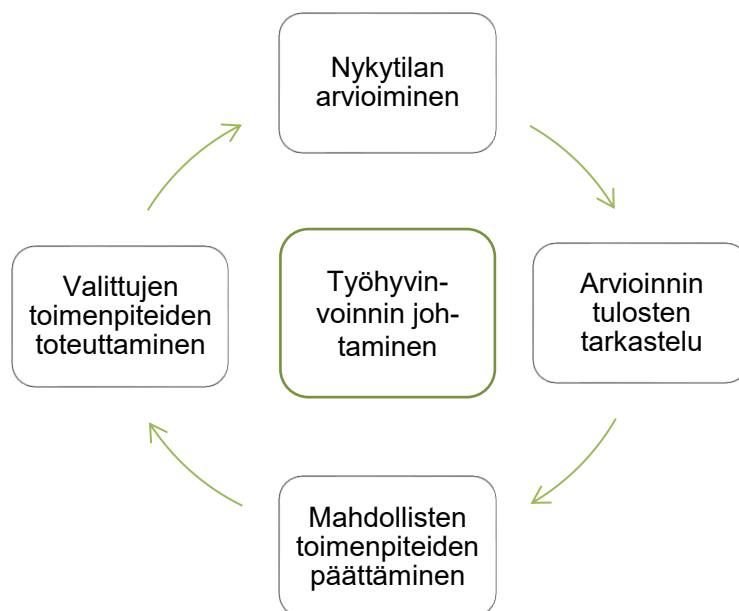 Nykytilan
arvioiminen
Valittujen
toimenpiteiden
toteuttaminen
Työhyvin-
voinnin joh-
taminen
Arvioinnin
tulosten
tarkastelu
Mahdollisten
toimenpiteiden
päättäminen